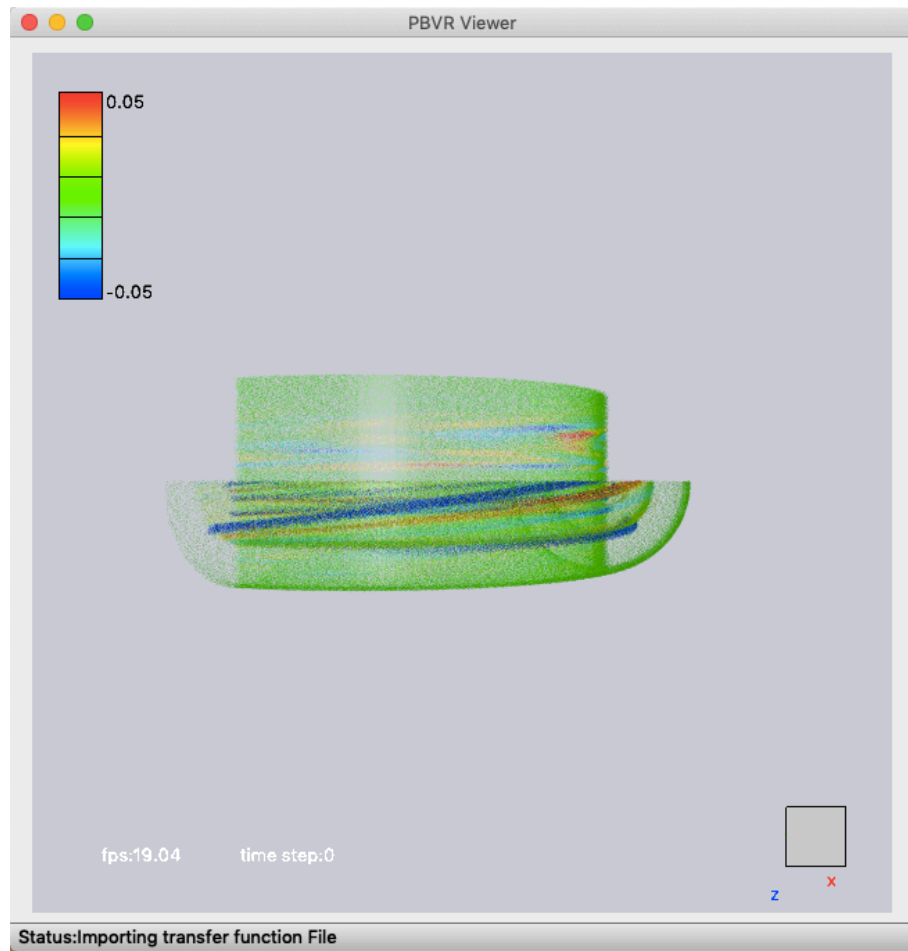 PBVR Viewer
0.05
-0.05
fps:19.04 time step:0
x
z
Status:Importing transfer function File